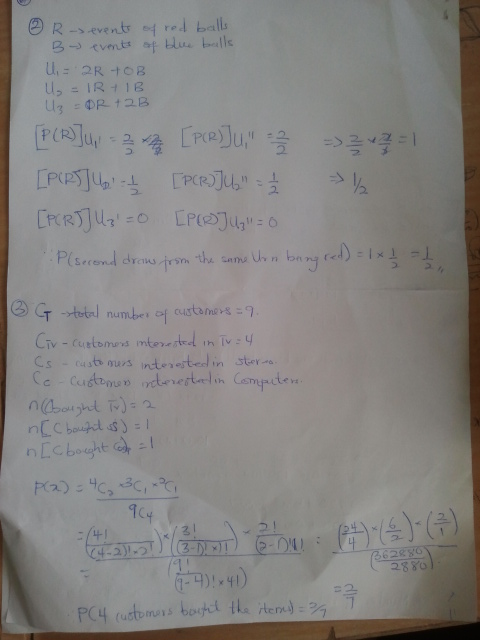 ② R → events of red balls
B → events of blue balls
U₁ = 2R + 0B
U₂ = 1R + 1B
U₃ = 0R + 2B
[P(R)]U₁' = 2/2 [P(R)]U₁'' = 2/2 ⇒ 2/2 × 2/2 = 1
[P(R)]U₂' = 1/2 [P(R)]U₂'' = 1/2 ⇒ 1/2
[P(R)]U₃' = 0 [P(R)]U₃'' = 0
∴ P(second draw from the same Urn being red) = 1 × 1/2 = 1/2 ,,
③ CT → total number of customers = 9.
CTV - customers interested in TV = 4
Cs - customers interested in stereo.
Cc - customers interested in Computer.
n(C bought TV) = 2
n[C bought S) = 1
n[C bought C) = 1
P(2) = ⁴C₂ × ³C₁ × ²C₁ / 9C₄
= (4!/(4-2)! × 2!) × (3!/(3-1)! × 1!) - 2!/(2-1)! 1! = (24/4) × (6/2) × (2/1)
= (9!/(9-4)! × 4!) (362880/2880)
= 2/7
P(4 customers bought the items) = 2/7